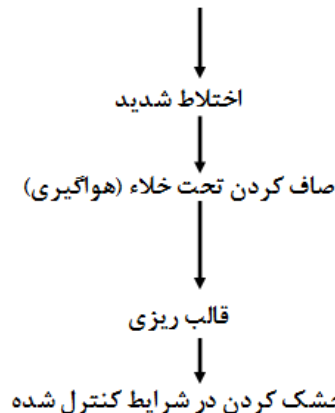 اختلاط شدید
صاف کردن تحت خلاء (هواگیری)
قالب ریزی
خشک کردن در شرایط کنترل شده